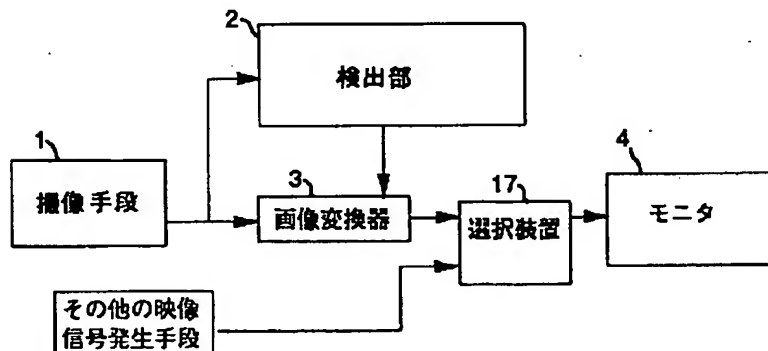 2
検出部
1
撮像手段
3
画像変換器
17
選択装置
4
モニタ
その他の映像
信号発生手段